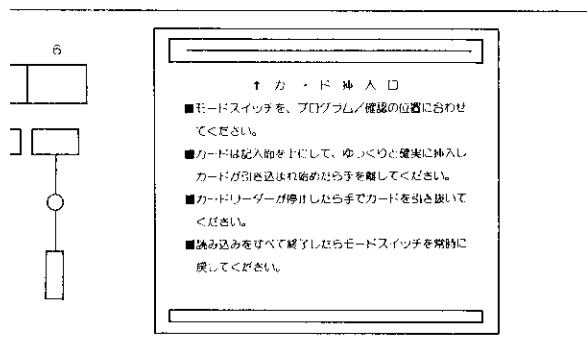 6
↑ カ ー ド 挿 入 口
■モードスイッチを、プログラム／確認の位置に合わせ
てください。
■カードは記入面を上にして、ゆっくりと確実に挿入し
カードが引き込まれ始めたら手を離してください。
■カードリーダーが停止したら手でカードを引き抜いて
ください。
■読み込みをすべて終了したらモードスイッチを常時に
戻してください。